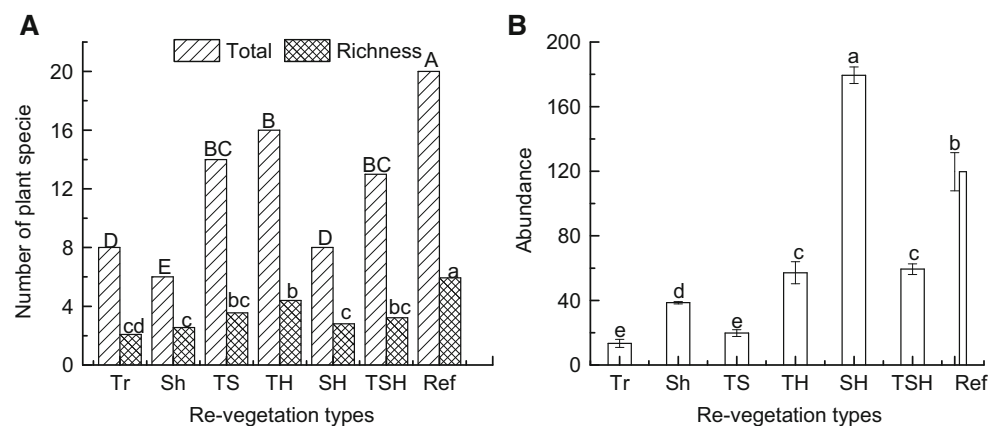 A
Total Richness
Number of plant specie
20
16
12
8
4
0
D
cd
E
c
BC
bc
B
b
D
c
BC
bc
A
a
Tr Sh TS TH SH TSH Ref
Re-vegetation types
B
Abundance
200
160
120
80
40
0
e
d
e
c
a
c
b
Tr Sh TS TH SH TSH Ref
Re-vegetation types